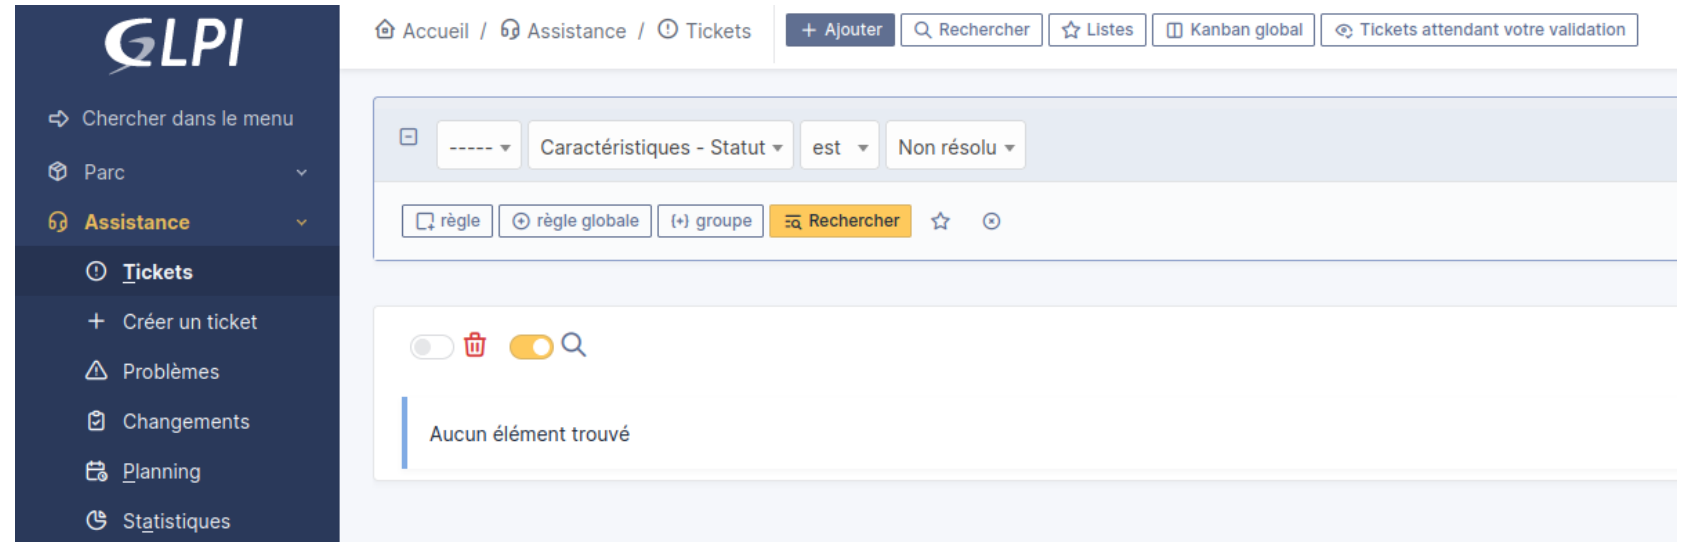 GLPI
Accueil / Assistance / Tickets
+ Ajouter
Rechercher
Listes
Kanban global
Tickets attendant votre validation
Chercher dans le menu
Parc
Assistance
Tickets
Créer un ticket
Problèmes
Changements
Planning
Statistiques
-----
Caractéristiques - Statut
est
Non résolu
règle
règle globale
{+} groupe
Rechercher
Aucun élément trouvé